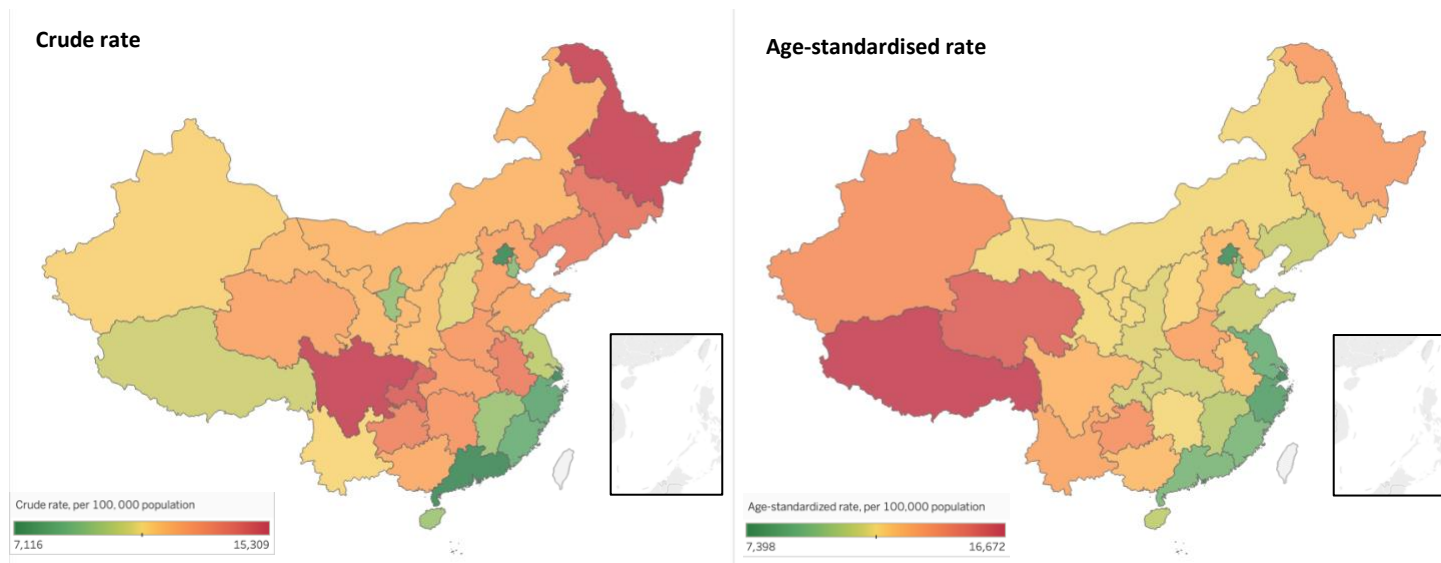 Crude rate
Age-standardised rate
Crude rate, per 100, 000 population
7,116
15,309
Age-standardized rate, per 100,000 population
7,398
16,672